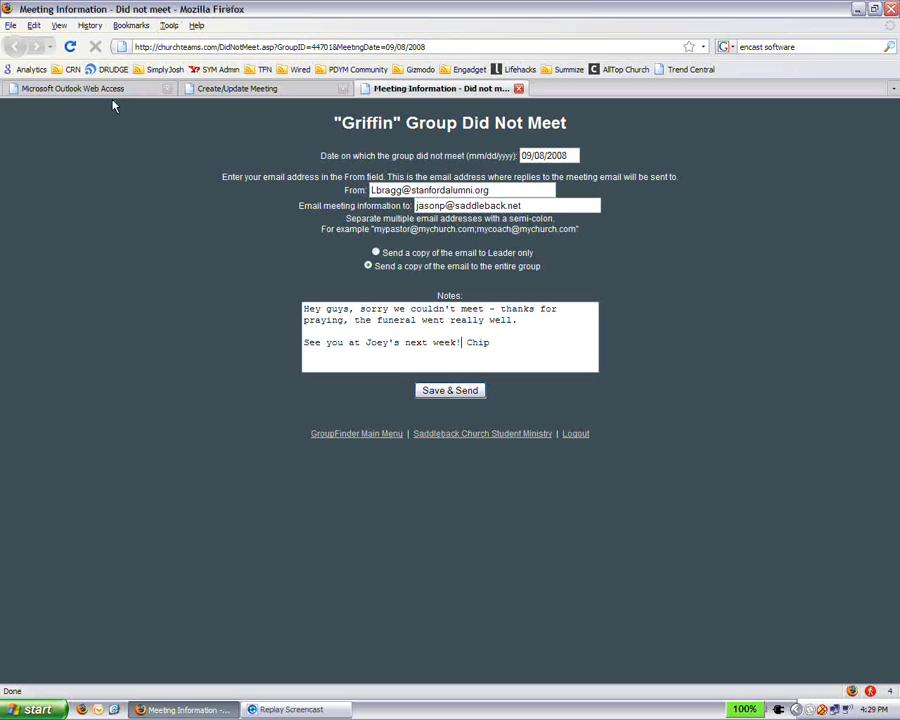 Meeting Information - Did not meet - Mozilla Firefox
File Edit View History Bookmarks Tools Help
http://churchteams.com/DidNotMeet.asp?GroupID=44701&MeetingDate=09/08/2008
encast software
Analytics CRN DRUDGE SimplyJosh SYM Admin TFN Wired PDYM Community Gizmodo Engadget Lifehacks Summize AllTop Church Trend Central
Microsoft Outlook Web Access
Create/Update Meeting
Meeting Information - Did not m...
"Griffin" Group Did Not Meet
Date on which the group did not meet (mm/dd/yyyy): 09/08/2008
Enter your email address in the From field. This is the email address where replies to the meeting email will be sent to.
From: Lbragg@stanfordalumni.org
Email meeting information to: jasonp@saddleback.net
Separate multiple email addresses with a semi-colon.
For example "mypastor@mychurch.com;mycoach@mychurch.com"
Send a copy of the email to Leader only
Send a copy of the email to the entire group
Notes:
Hey guys, sorry we couldn't meet - thanks for
praying, the funeral went really well.
See you at Joey's next week! Chip
Save & Send
GroupFinder Main Menu | Saddleback Church Student Ministry | Logout
Done
4
start
Meeting Information -...
Replay Screencast
100%
4:29 PM